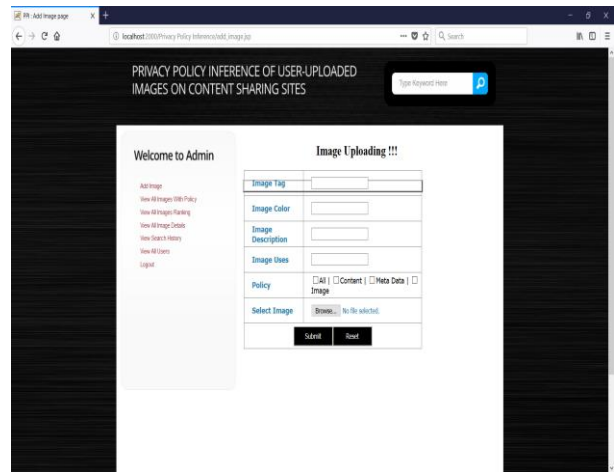 PPI : Add Image page
localhost:2000/Privacy Policy Inference/add_image.jsp
Search
PRIVACY POLICY INFERENCE OF USER-UPLOADED
IMAGES ON CONTENT SHARING SITES
Type Keyword Here
Welcome to Admin
Add Image
View All Images With Policy
View All Images Ranking
View All Image Details
View Search History
View All Users
Logout
Image Uploading !!!
Image Tag
Image Color
Image
Description
Image Uses
Policy
All | Content | Meta Data |
Image
Select Image
Browse... No file selected.
Submit Reset